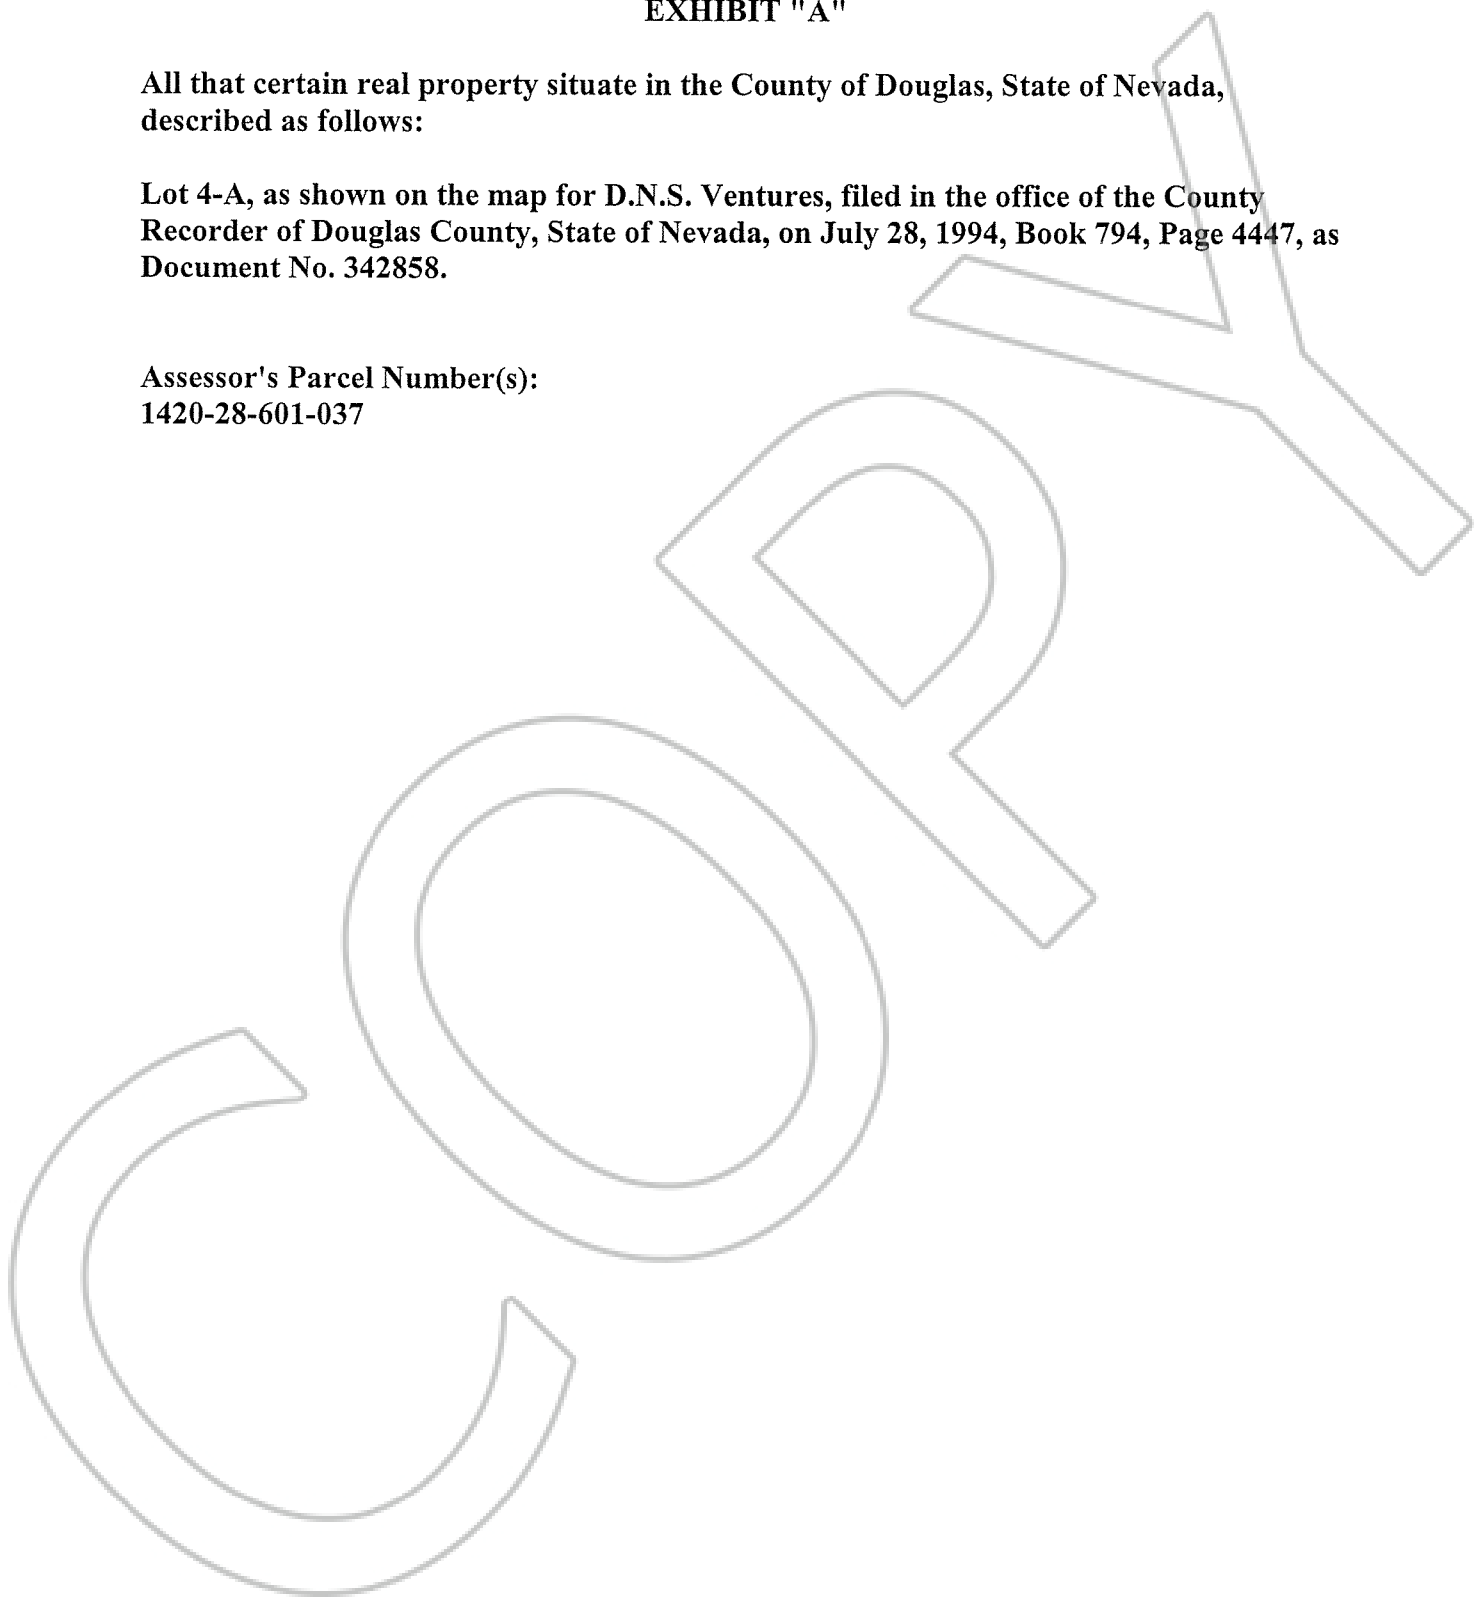 EXHIBIT "A"
All that certain real property situate in the County of Douglas, State of Nevada,
described as follows:
Lot 4-A, as shown on the map for D.N.S. Ventures, filed in the office of the County
Recorder of Douglas County, State of Nevada, on July 28, 1994, Book 794, Page 4447, as
Document No. 342858.
Assessor's Parcel Number(s):
1420-28-601-037
COPY